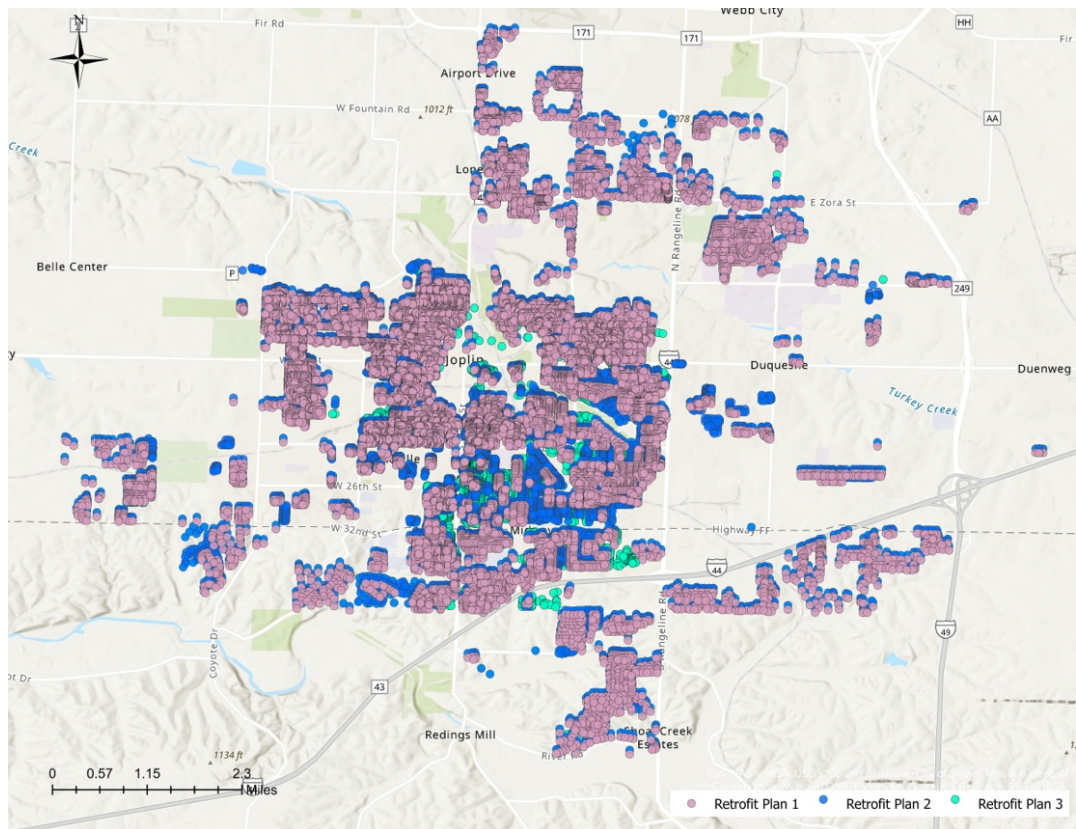 Webb City
N
Fir Rd
171
171
HH
Fir
Airport Drive
W Fountain Rd
1012 ft
AA
Creek
E Zora St
N Rangeline Rd
Belle Center
P
249
Joplin
44
Duquesne
Duenweg
Turkey Creek
W 26th St
W 32nd St
Highway FF
44
Coyote Dr
Rangeline Rd
49
43
Redings Mill
Shoal Creek
Estates
1134 ft
0 0.57 1.15 2.3
Miles
Retrofit Plan 1 Retrofit Plan 2 Retrofit Plan 3